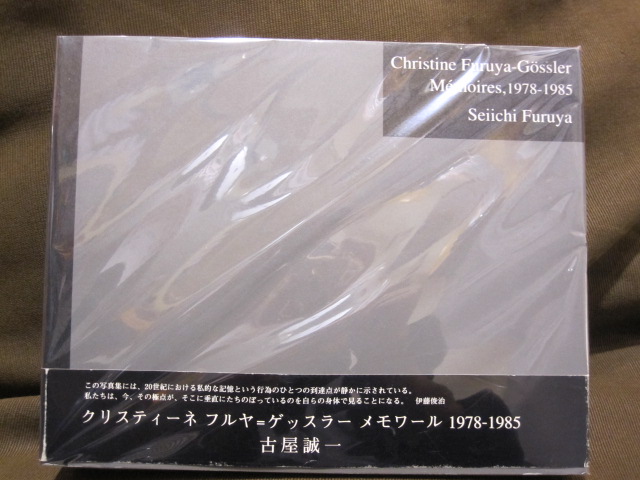 Christine Furuya-Gössler
Mémoires, 1978-1985
Seiichi Furuya
この写真集には、20世紀における私的な記憶という行為のひとつの到達点が静かに示されている。
私たちは、今、その極点が、そこに垂直にたちのぼっているのを自らの身体で見ることになる。 伊藤俊治
クリスティーネ フルヤ=ゲッスラー メモワール 1978-1985
古屋誠一